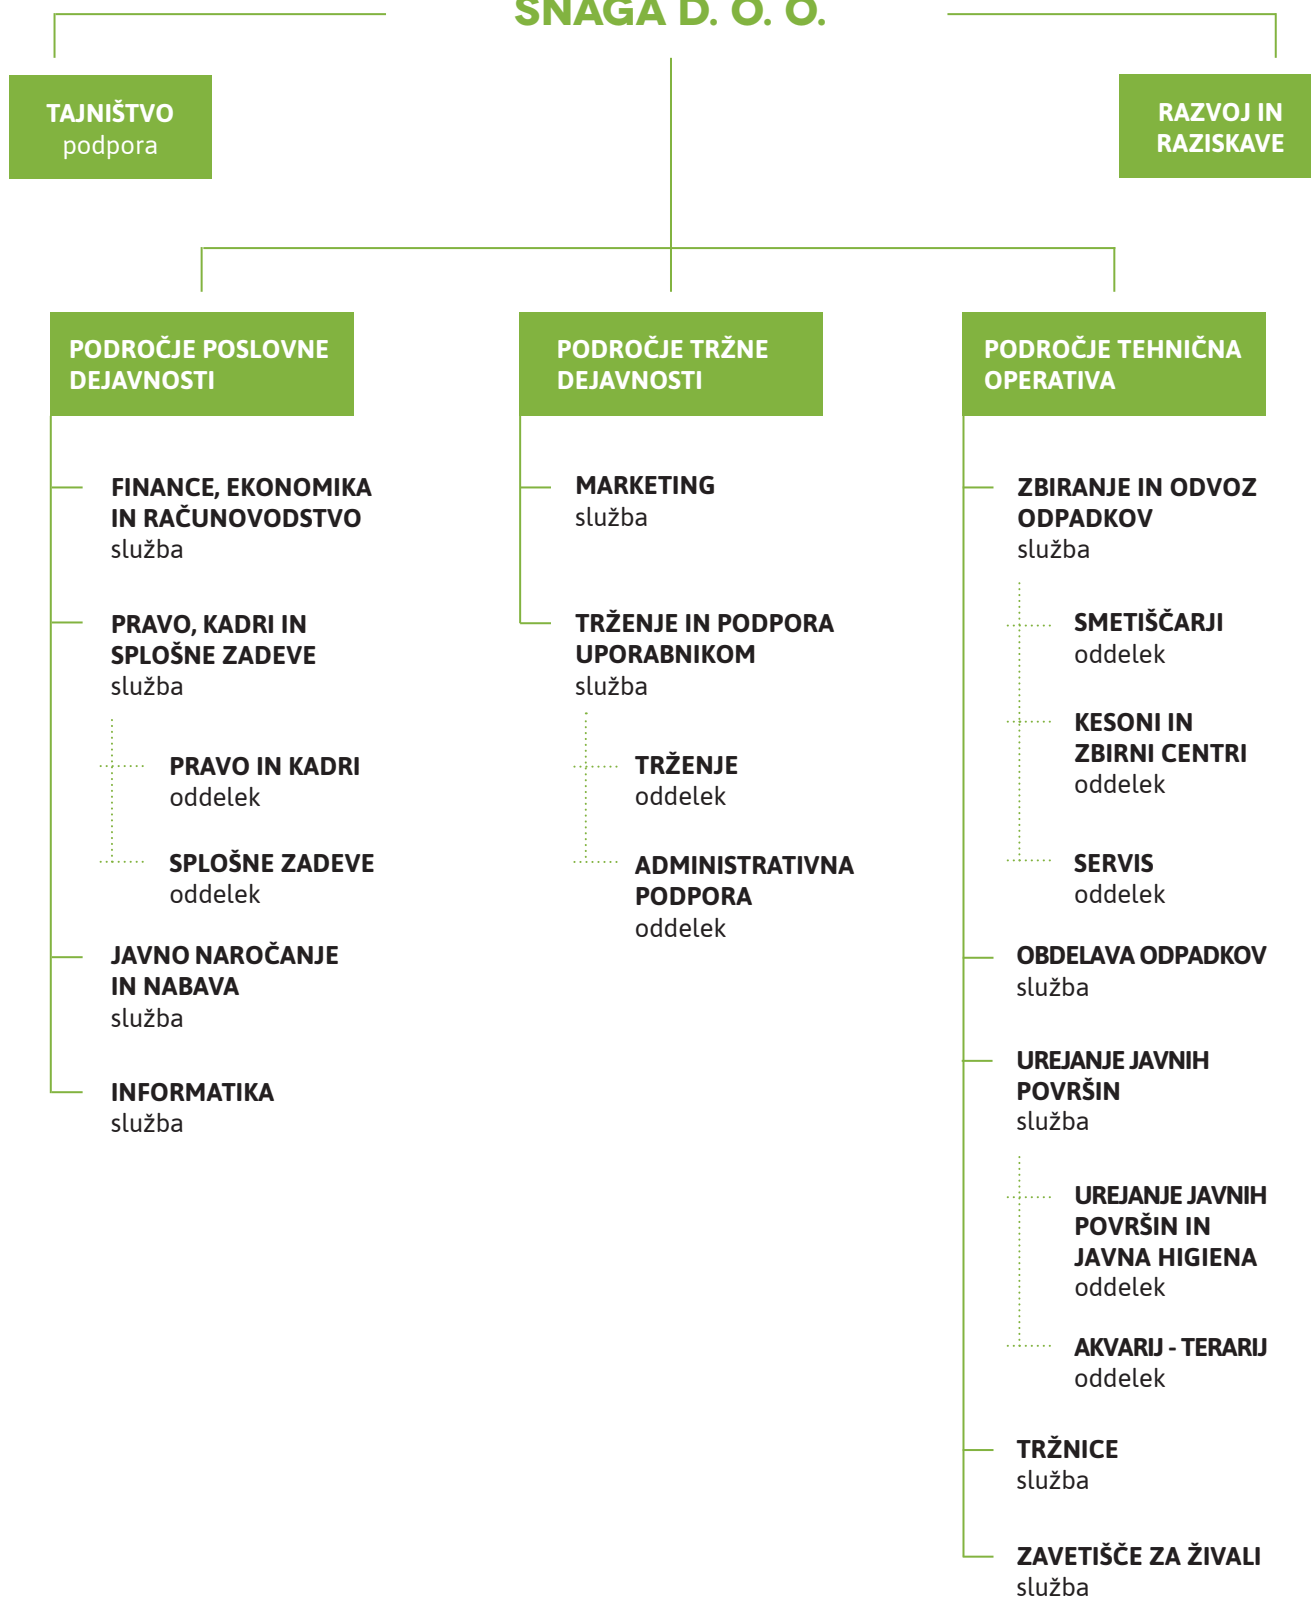 SNAGA D. O. O.
TAJNIŠTVO
podpora
RAZVOJ IN
RAZISKAVE
PODROČJE POSLOVNE
DEJAVNOSTI
FINANCE, EKONOMIKA
IN RAČUNOVODSTVO
služba
PRAVO, KADRI IN
SPLOŠNE ZADEVE
služba
PRAVO IN KADRI
oddelek
SPLOŠNE ZADEVE
oddelek
JAVNO NAROČANJE
IN NABAVA
služba
INFORMATIKA
služba
PODROČJE TRŽNE
DEJAVNOSTI
MARKETING
služba
TRŽENJE IN PODPORA
UPORABNIKOM
služba
TRŽENJE
oddelek
ADMINISTRATIVNA
PODPORA
oddelek
PODROČJE TEHNIČNA
OPERATIVA
ZBIRANJE IN ODVOZ
ODPADKOV
služba
SMETIŠČARJI
oddelek
KESONI IN
ZBIRNI CENTRI
oddelek
SERVIS
oddelek
OBDELAVA ODPADKOV
služba
UREJANJE JAVNIH
POVRŠIN
služba
UREJANJE JAVNIH
POVRŠIN IN
JAVNA HIGIENA
oddelek
AKVARIJ - TERARIJ
oddelek
TRŽNICE
služba
ZAVETIŠČE ZA ŽIVALI
služba